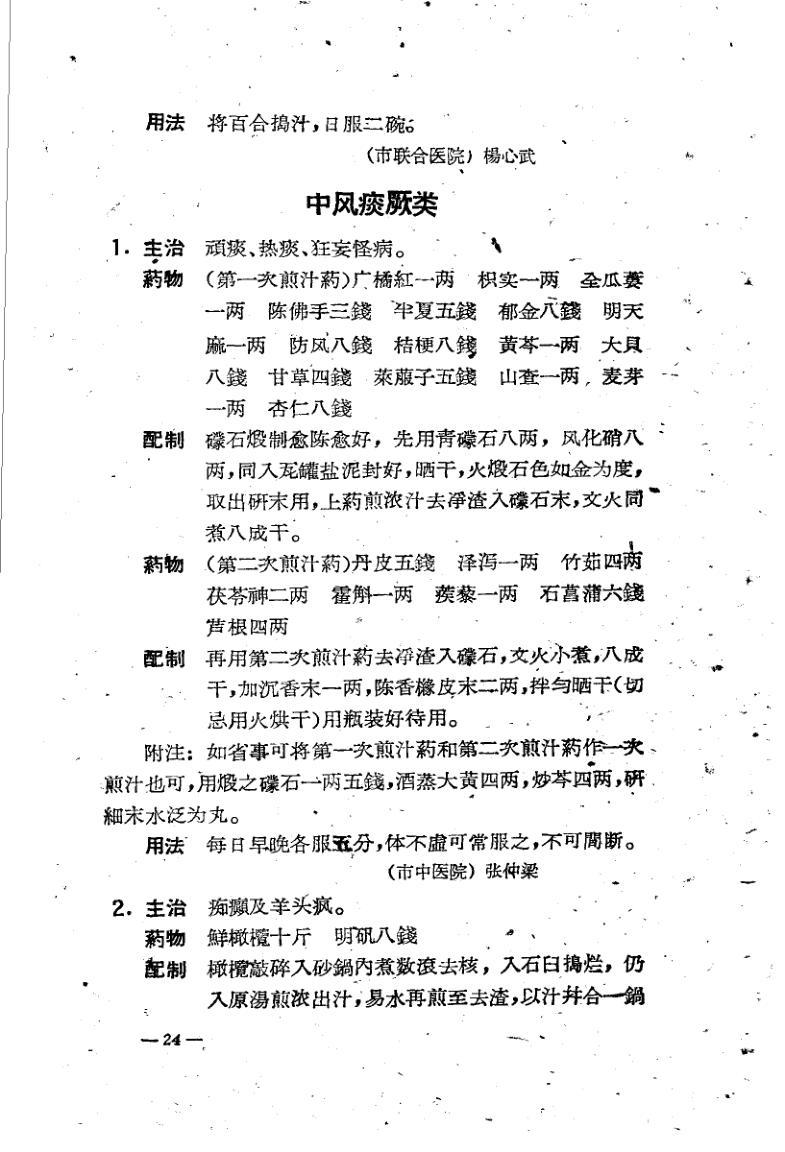 用法　将百合搗汁，日服二碗。
（市联合医院）楊心武
中风痰厥类
1. 主治　頑痰、热痰、狂妄怪病。
葯物　（第一次煎汁葯）广橘紅一两　枳实一两　全瓜蒌
一两　陈佛手三錢　半夏五錢　郁金八錢　明天
麻一两　防风八錢　桔梗八錢　黄芩一两　大貝
八錢　甘草四錢　萊菔子五錢　山查一两　麦芽
一两　杏仁八錢
配制　礞石煅制愈陈愈好，先用靑礞石八两，风化硝八
两，同入瓦罐盐泥封好，晒干，火煅石色如金为度，
取出研末用，上葯煎浓汁去淨渣入礞石末，文火同
煮八成干。
葯物　（第二次煎汁葯）丹皮五錢　泽泻一两　竹茹四两
茯苓神二两　霍斛一两　蒺藜一两　石菖蒲六錢
芦根四两
配制　再用第二次煎汁葯去淨渣入礞石，文火小煮，八成
干，加沉香末一两，陈香橼皮末二两，拌匀晒干（切
忌用火烘干）用瓶装好待用。
附注：如省事可将第一次煎汁葯和第二次煎汁葯作一次
煎汁也可，用煅之礞石一两五錢，酒蒸大黄四两，炒芩四两，研
細末水泛为丸。
用法　每日早晚各服五分，体不虛可常服之，不可間断。
（市中医院）张仲梁
2. 主治　痴癲及羊头疯。
葯物　鮮橄欖十斤　明矾八錢
配制　橄欖敲碎入砂鍋內煮数滾去核，入石臼搗烂，仍
入原湯煎浓出汁，易水再煎至去渣，以汁幷合一鍋
— 24 —